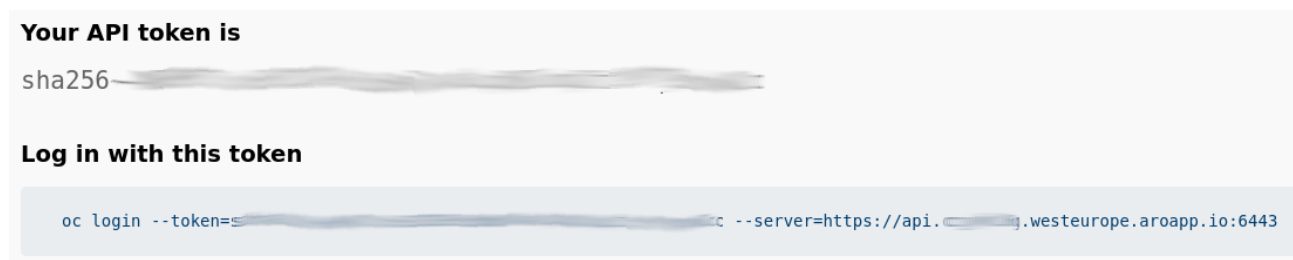 Your API token is
sha256
Log in with this token
oc login --token=s c --server=https://api. g.westeurope.aroapp.io:6443